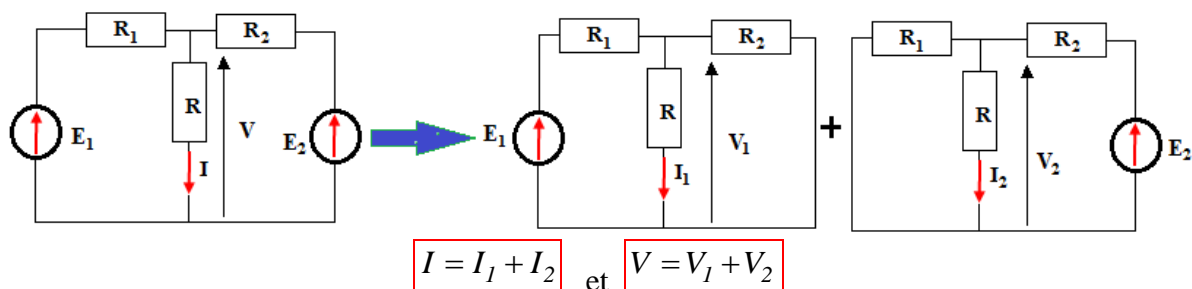 R₁ R₂ R E₁ V E₂ I
R₁ R₂ R E₁ V₁ I₁
+
R₁ R₂ R V₂ I₂ E₂
I = I₁ + I₂ et V = V₁ + V₂